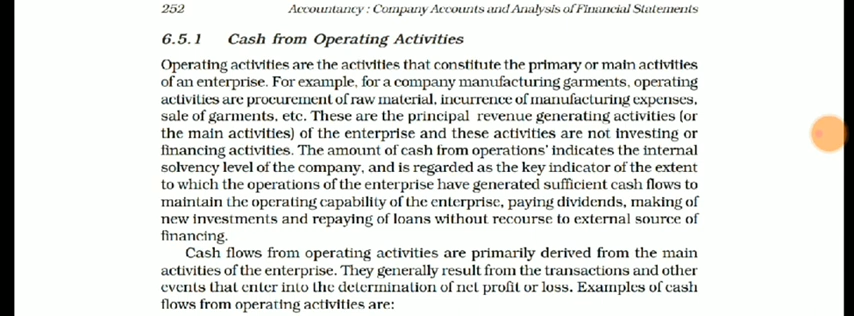 252 Accountancy : Company Accounts and Analysis of Financial Statements
6.5.1 Cash from Operating Activities
Operating activities are the activities that constitute the primary or main activities
of an enterprise. For example, for a company manufacturing garments, operating
activities are procurement of raw material, incurrence of manufacturing expenses,
sale of garments, etc. These are the principal revenue generating activities (or
the main activities) of the enterprise and these activities are not investing or
financing activities. The amount of cash from operations' indicates the internal
solvency level of the company, and is regarded as the key indicator of the extent
to which the operations of the enterprise have generated sufficient cash flows to
maintain the operating capability of the enterprise, paying dividends, making of
new investments and repaying of loans without recourse to external source of
financing.
Cash flows from operating activities are primarily derived from the main
activities of the enterprise. They generally result from the transactions and other
events that enter into the determination of net profit or loss. Examples of cash
flows from operating activities are: